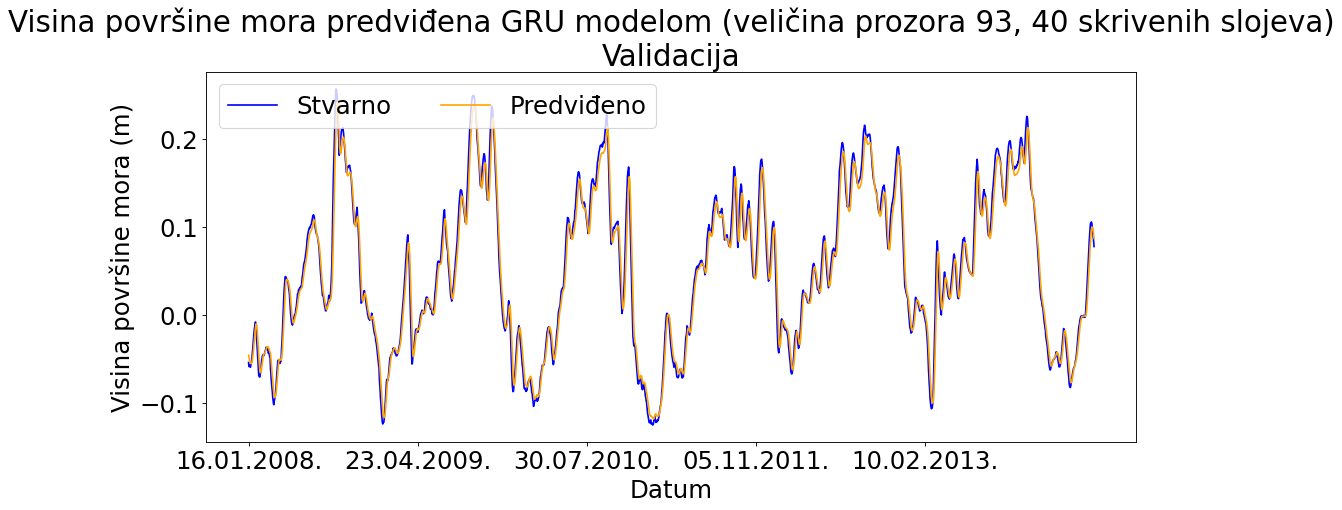 Visina površine mora predviđena GRU modelom (veličina prozora 93, 40 skrivenih slojeva)
Validacija
Stvarno Predviđeno
Visina površine mora (m)
0.2
0.1
0.0
−0.1
16.01.2008. 23.04.2009. 30.07.2010. 05.11.2011. 10.02.2013.
Datum